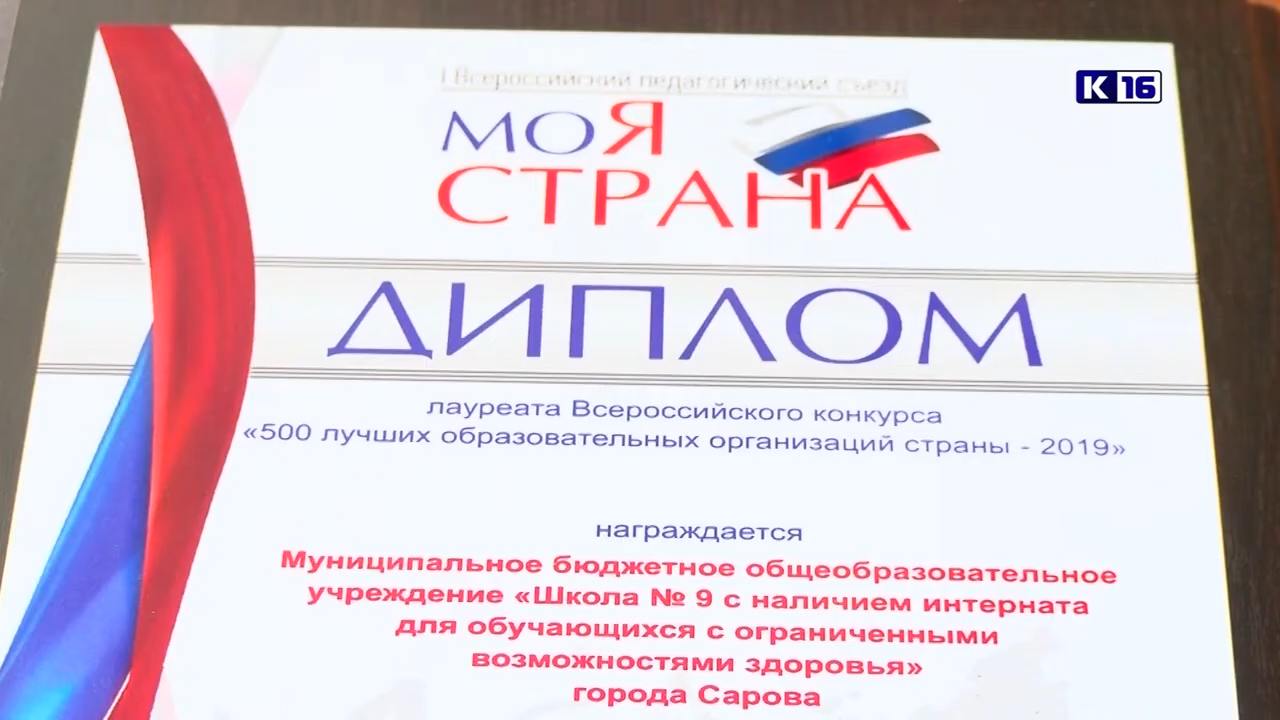 I Всероссийский педагогический съезд
К 16
МОЯ
СТРАНА
ДИПЛОМ
лауреата Всероссийского конкурса
«500 лучших образовательных организаций страны - 2019»
награждается
Муниципальное бюджетное общеобразовательное
учреждение «Школа № 9 с наличием интерната
для обучающихся с ограниченными
возможностями здоровья»
города Сарова